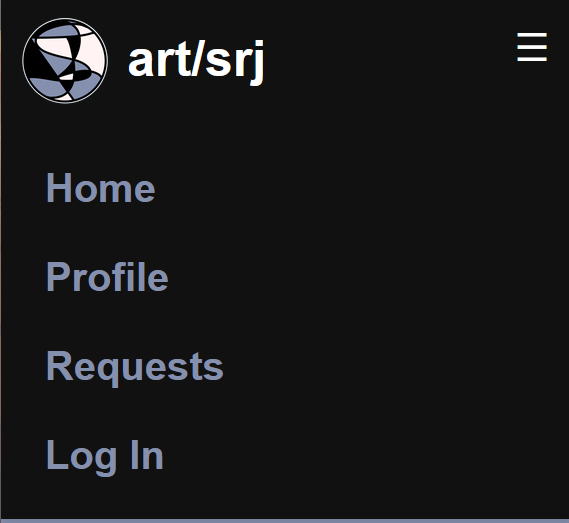 art/srj
Home
Profile
Requests
Log In